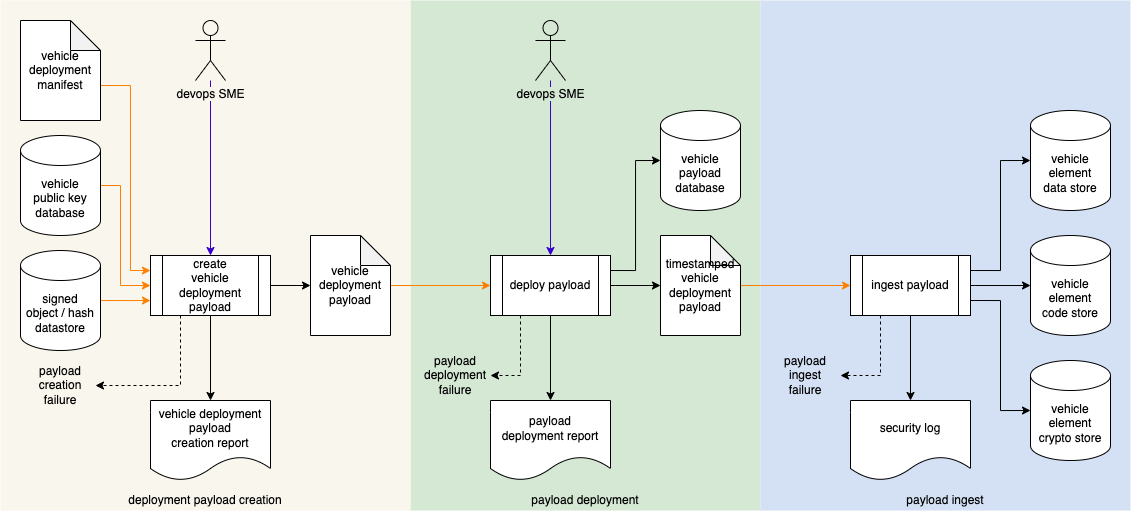 vehicle
deployment
manifest
devops SME
vehicle
public key
database
signed
object / hash
datastore
create
vehicle
deployment
payload
vehicle
deployment
payload
payload
creation
failure
vehicle deployment
payload
creation report
deployment payload creation
devops SME
vehicle
payload
database
deploy payload
timestamped
vehicle
deployment
payload
payload
deployment
failure
payload
deployment report
payload deployment
ingest payload
vehicle
element
data store
vehicle
element
code store
vehicle
element
crypto store
payload
ingest
failure
security log
payload ingest